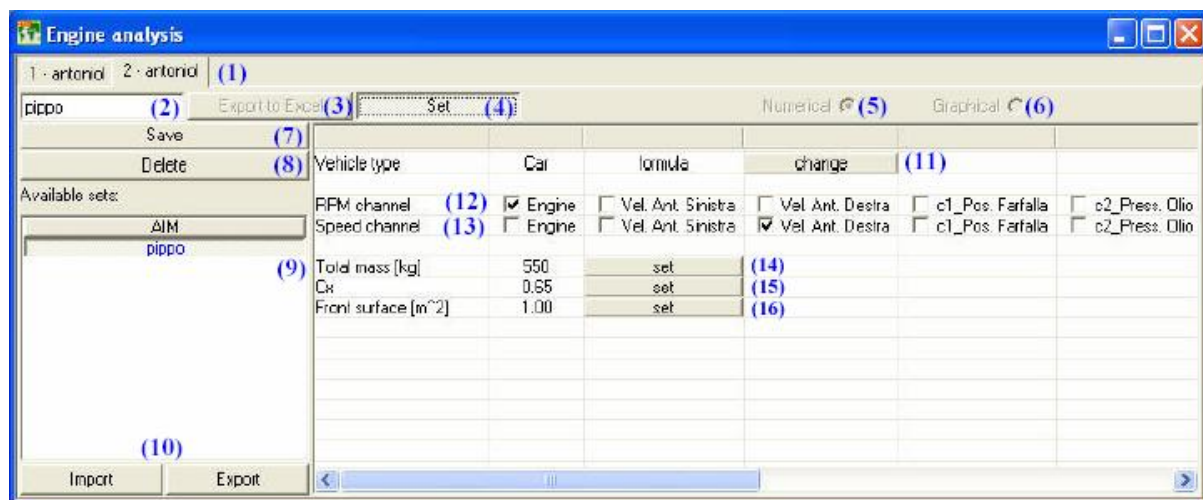 Engine analysis
1 - antoniol 2 - antoniol (1)
pippo (2) Export to Excel (3) Set (4) Numerical (5) Graphical (6)
Save (7)
Delete (8) Vehicle type Car formula change (11)
Available sets:
RPM channel (12) Engine Vel. Ant. Sinistra Vel. Ant. Destra c1_Pos. Farfalla c2_Press. Olio
AIM Speed channel (13) Engine Vel. Ant. Sinistra Vel. Ant. Destra c1_Pos. Farfalla c2_Press. Olio
pippo
(9) Total mass [kg] 550 set (14)
Cx 0.65 set (15)
Front surface [m^2] 1.00 set (16)
(10)
Import Export